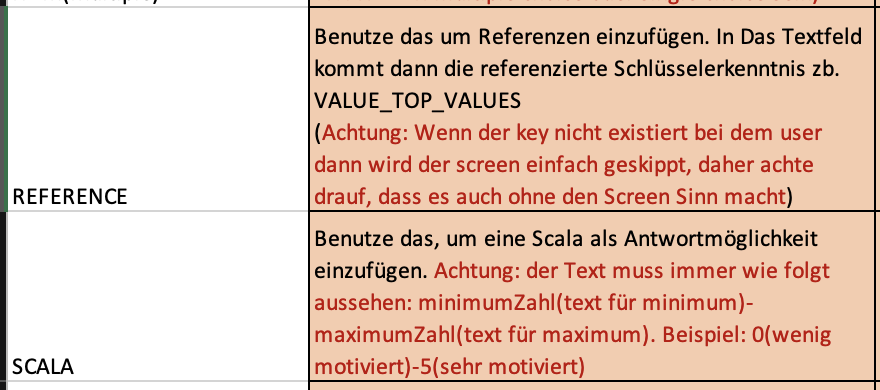 Benutze das um Referenzen einzufügen. In Das Textfeld
kommt dann die referenzierte Schlüsselerkenntnis zb.
VALUE_TOP_VALUES
(Achtung: Wenn der key nicht existiert bei dem user
dann wird der screen einfach geskippt, daher achte
drauf, dass es auch ohne den Screen Sinn macht)
REFERENCE
Benutze das, um eine Scala als Antwortmöglichkeit
einzufügen. Achtung: der Text muss immer wie folgt
aussehen: minimumZahl(text für minimum)-
maximumZahl(text für maximum). Beispiel: 0(wenig
motiviert)-5(sehr motiviert)
SCALA